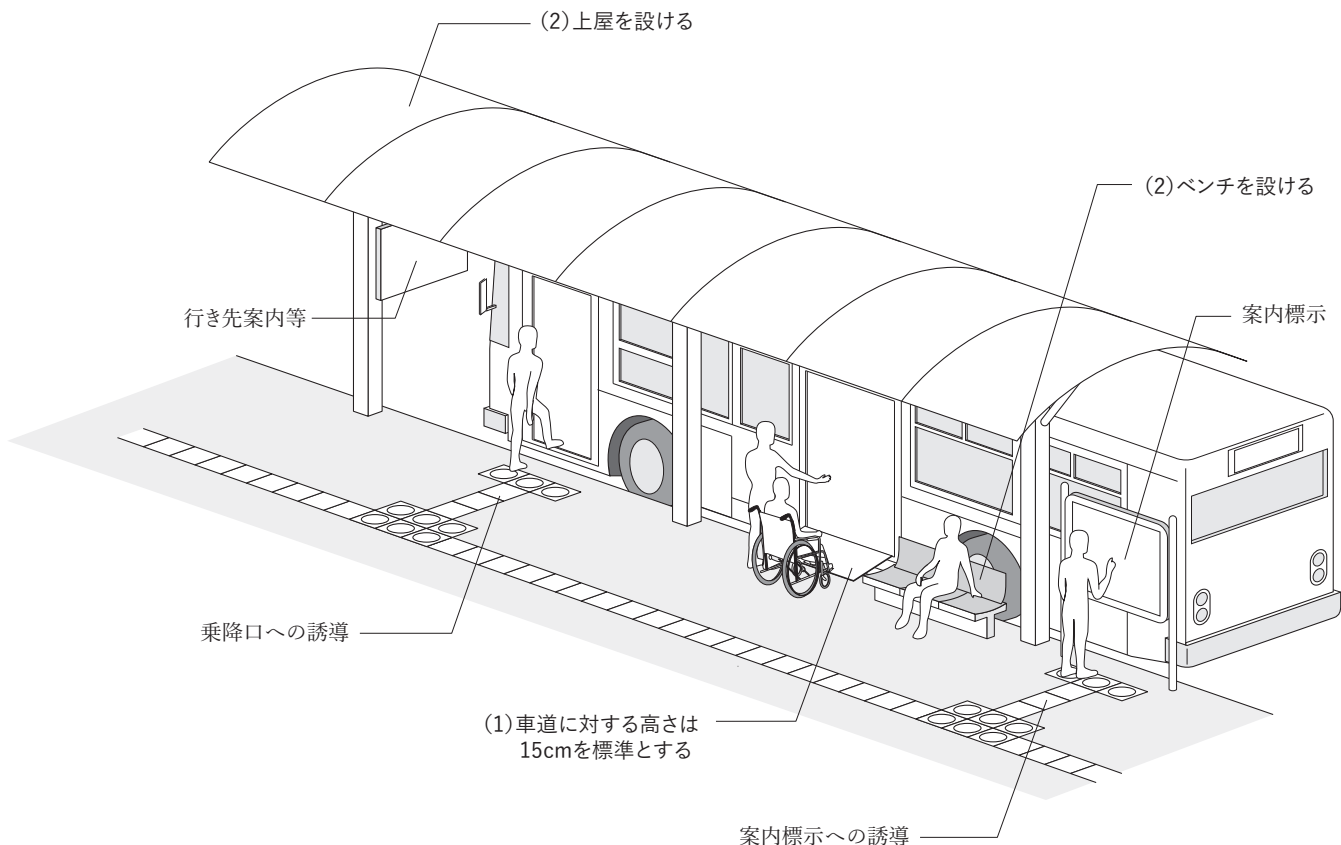 (2)上屋を設ける
(2)ベンチを設ける
行き先案内等
案内標示
乗降口への誘導
(1)車道に対する高さは
15cmを標準とする
案内標示への誘導